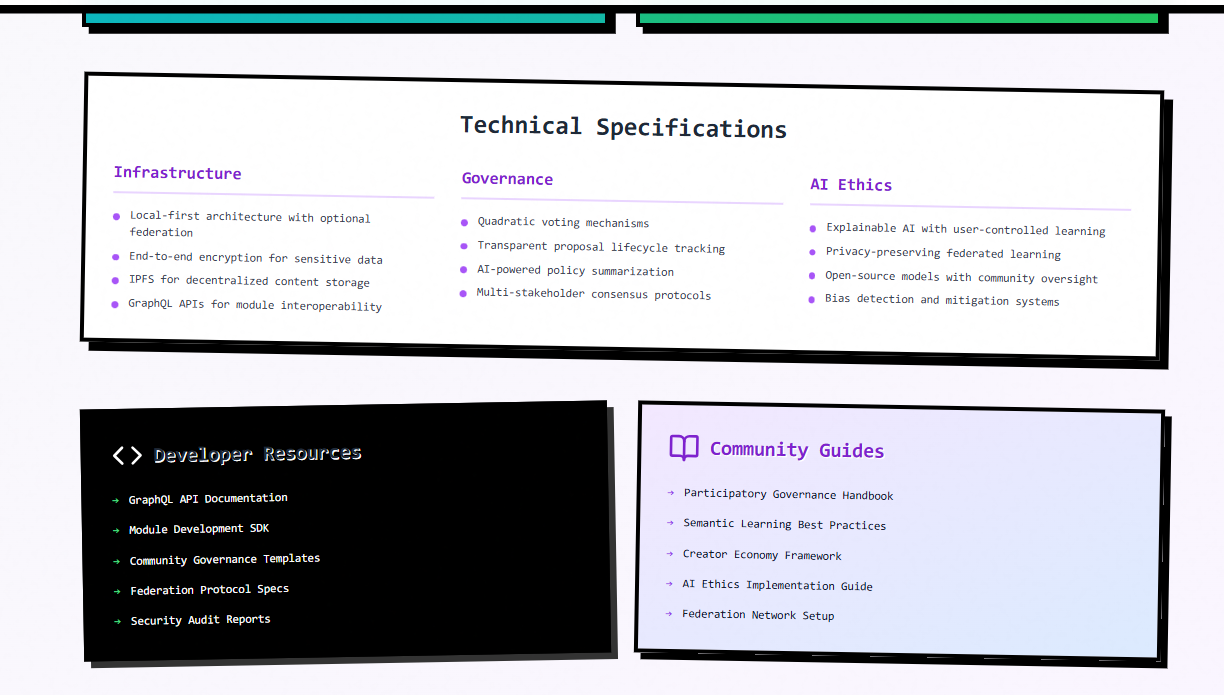 Technical Specifications
Infrastructure
Local-first architecture with optional
federation
End-to-end encryption for sensitive data
IPFS for decentralized content storage
GraphQL APIs for module interoperability
Governance
Quadratic voting mechanisms
Transparent proposal lifecycle tracking
AI-powered policy summarization
Multi-stakeholder consensus protocols
AI Ethics
Explainable AI with user-controlled learning
Privacy-preserving federated learning
Open-source models with community oversight
Bias detection and mitigation systems
Developer Resources
→ GraphQL API Documentation
→ Module Development SDK
→ Community Governance Templates
→ Federation Protocol Specs
→ Security Audit Reports
Community Guides
→ Participatory Governance Handbook
→ Semantic Learning Best Practices
→ Creator Economy Framework
→ AI Ethics Implementation Guide
→ Federation Network Setup